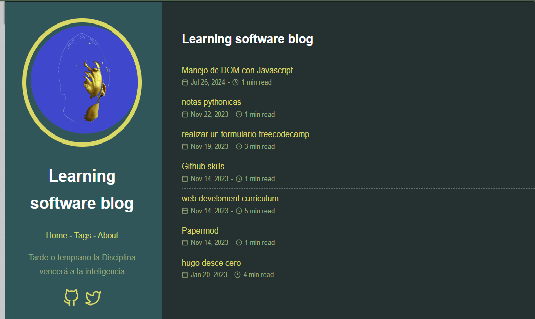 Learning
software blog
Home - Tags - About
Tarde o temprano la Disciplina
vencerá a la Inteligencia
Learning software blog
Manejo de DOM con Javascript
Jul 26, 2024 - 1 min read
notas pythonicas
Nov 22, 2023 - 1 min read
realizar un formulario freecodecamp
Nov 19, 2023 - 3 min read
Github skills
Nov 14, 2023 - 1 min read
web develoment curriculum
Nov 14, 2023 - 5 min read
Papermod
Nov 14, 2023 - 1 min read
hugo desce cero
Jan 20, 2023 - 4 min read